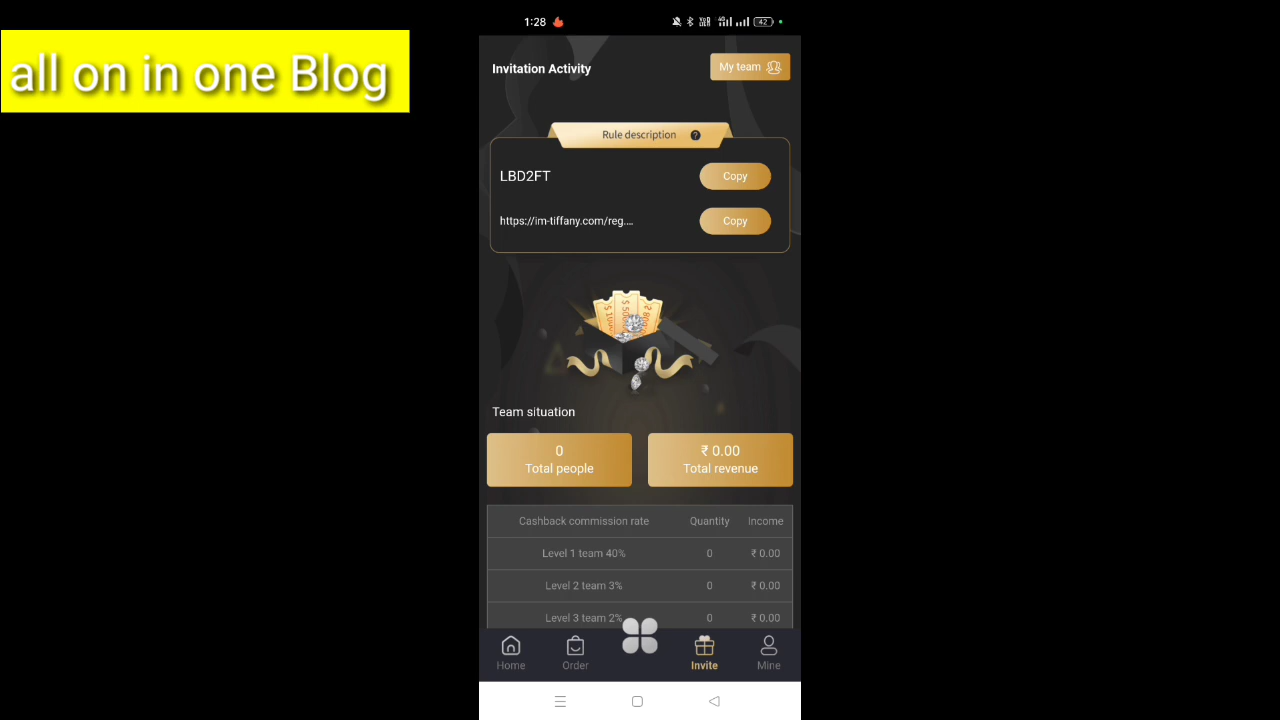 all on in one Blog
1:28
42
Invitation Activity
My team
Rule description ?
LBD2FT
Copy
https://im-tiffany.com/reg....
Copy
Team situation
0
Total people
₹ 0.00
Total revenue
Cashback commission rate Quantity Income
Level 1 team 40% 0 ₹ 0.00
Level 2 team 3% 0 ₹ 0.00
Level 3 team 2% 0 ₹ 0.00
Home Order Invite Mine